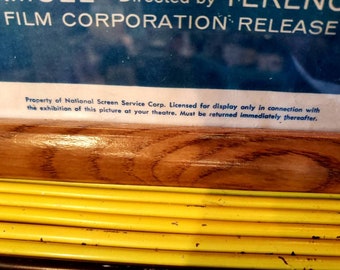 Directed by TERENC
FILM CORPORATION RELEASE
Property of National Screen Service Corp. Licensed for display only in connection with
the exhibition of this picture at your theatre. Must be returned immediately thereafter.